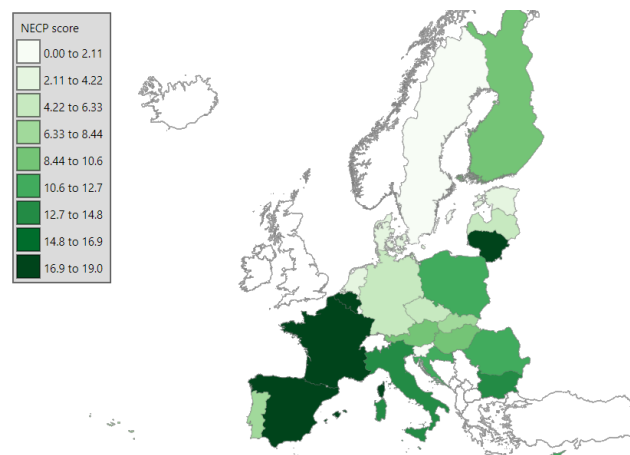 NECP score
0.00 to 2.11
2.11 to 4.22
4.22 to 6.33
6.33 to 8.44
8.44 to 10.6
10.6 to 12.7
12.7 to 14.8
14.8 to 16.9
16.9 to 19.0